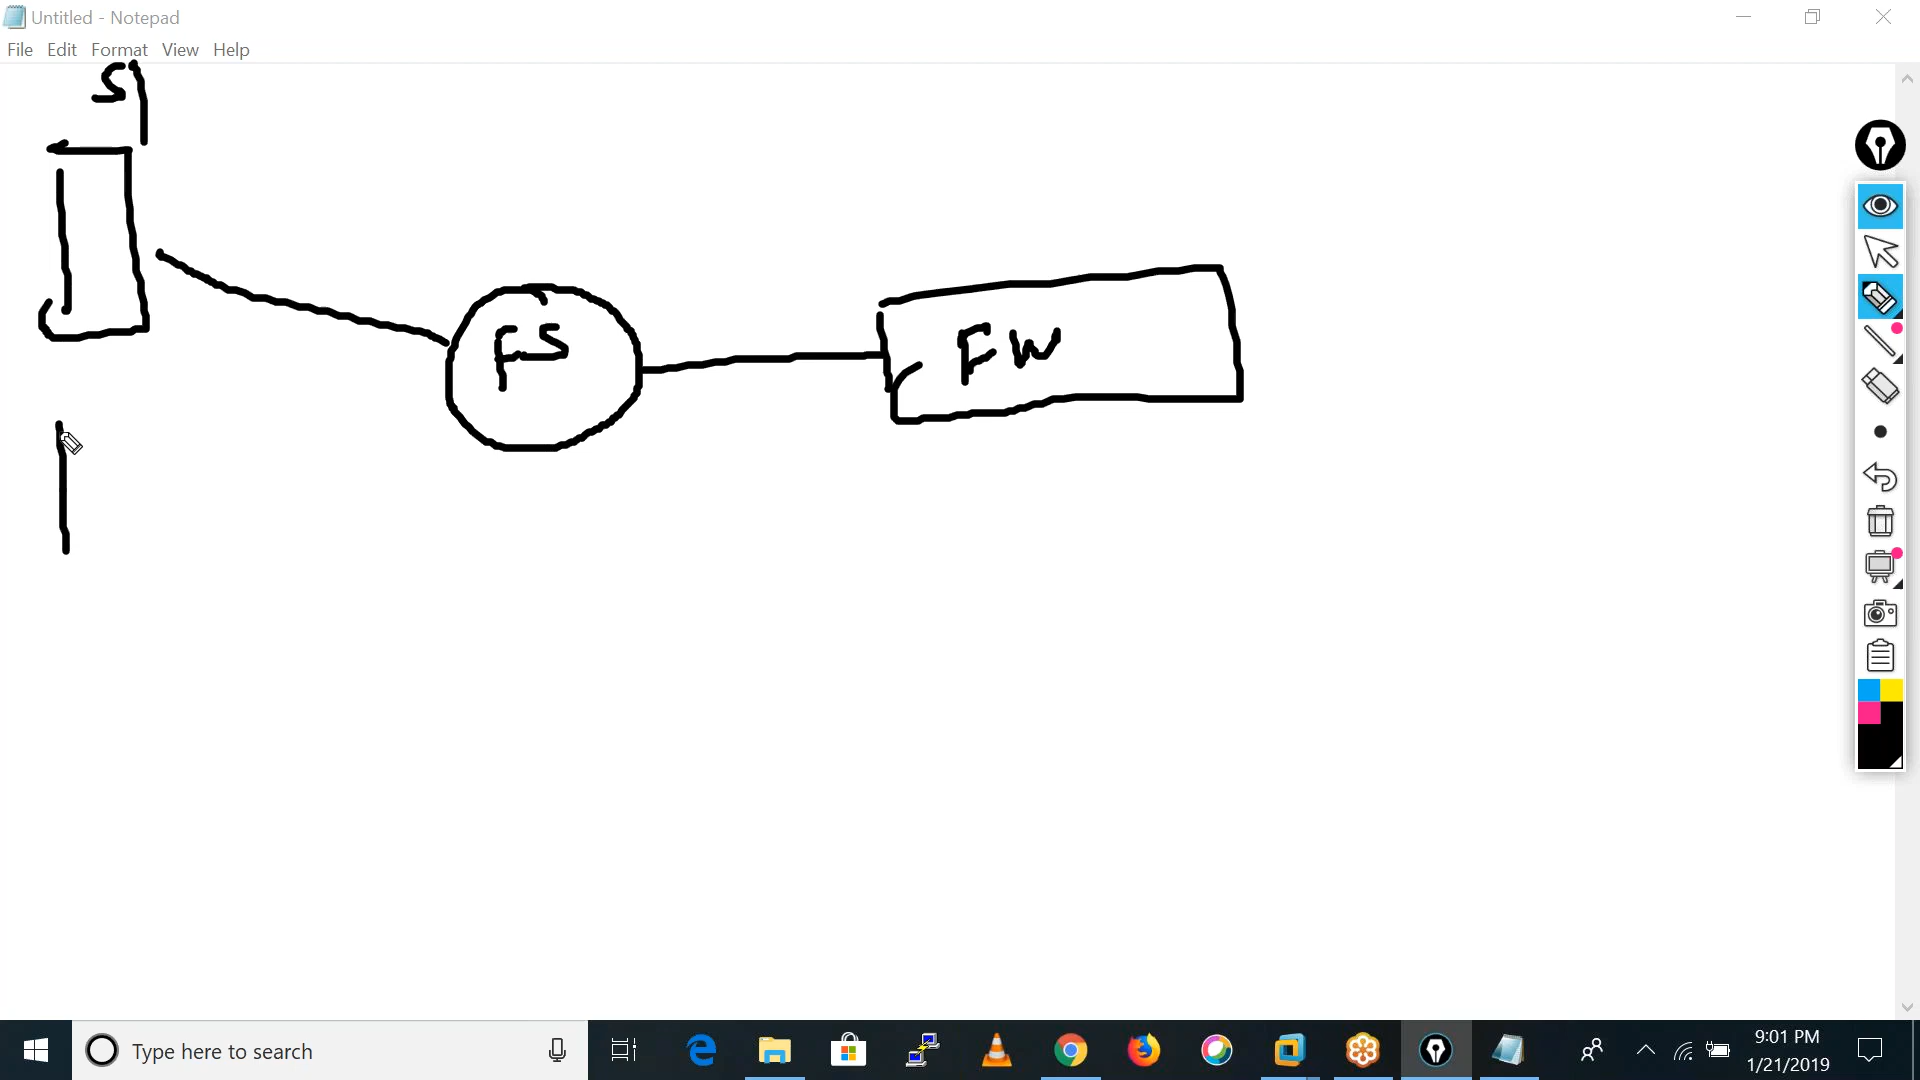 Untitled - Notepad
File Edit Format View Help
S1
FS
FW
Type here to search
9:01 PM
1/21/2019